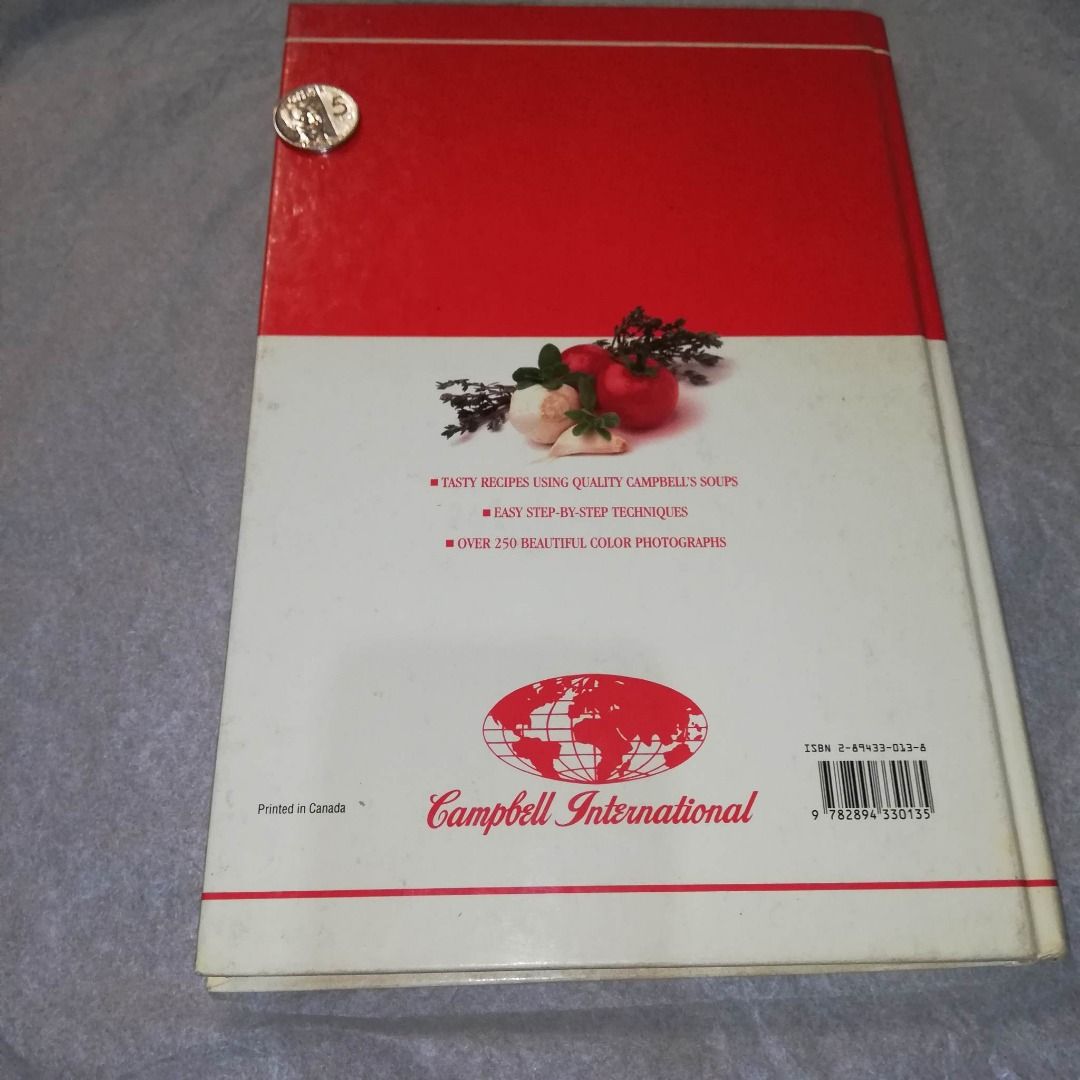 5
■ TASTY RECIPES USING QUALITY CAMPBELL'S SOUPS
■ EASY STEP-BY-STEP TECHNIQUES
■ OVER 250 BEAUTIFUL COLOR PHOTOGRAPHS
Campbell International
Printed in Canada
ISBN 2-89433-013-8
9 782894 330135